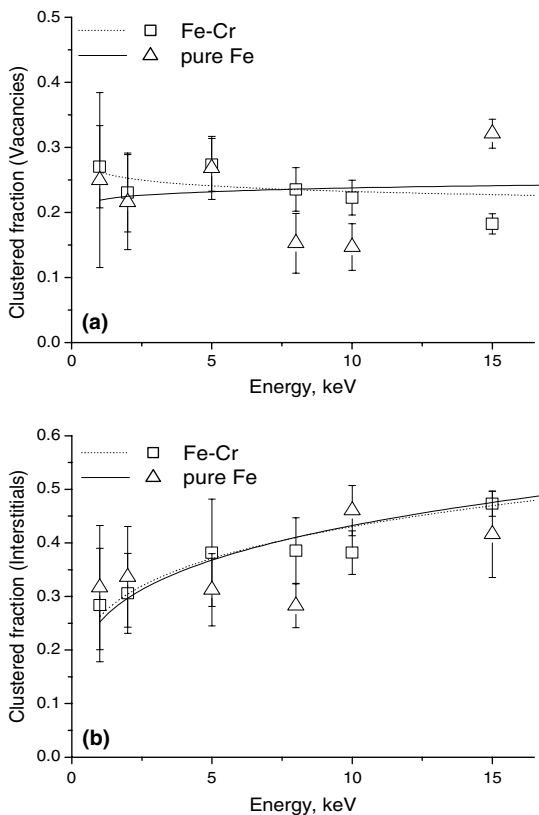 0.5
Fe-Cr
pure Fe
0.4
0.3
0.2
0.1
0.0
(a)
0
5
10
15
Energy, keV
Clustered fraction (Vacancies)
0.6
Fe-Cr
pure Fe
0.5
0.4
0.3
0.2
0.1
0.0
(b)
0
5
10
15
Energy, keV
Clustered fraction (Interstitials)